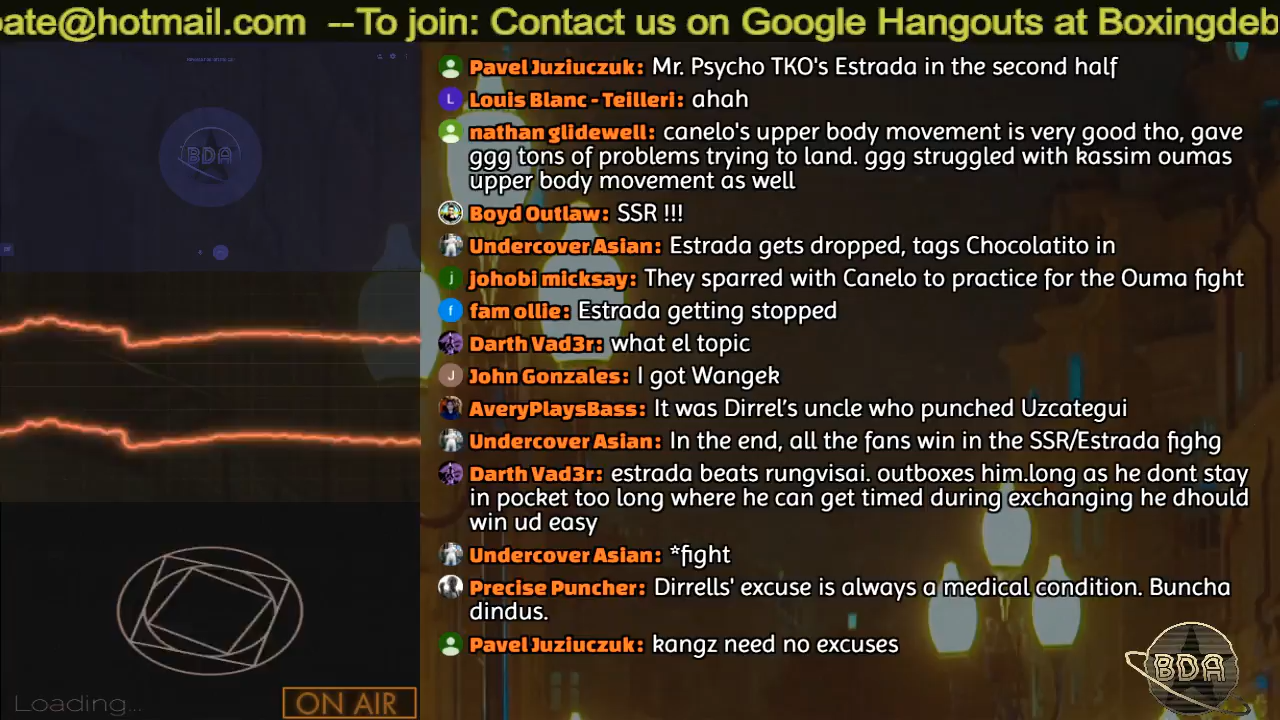 ate@hotmail.com --To join: Contact us on Google Hangouts at Boxingdeb
Pavel Juziuczuk: Mr. Psycho TKO's Estrada in the second half
L Louis Blanc - Teilleri: ahah
nathan glidewell: canelo's upper body movement is very good tho, gave
ggg tons of problems trying to land. ggg struggled with kassim oumas
upper body movement as well
Boyd Outlaw: SSR !!!
Undercover Asian: Estrada gets dropped, tags Chocolatito in
j johobi micksay: They sparred with Canelo to practice for the Ouma fight
f fam ollie: Estrada getting stopped
Darth Vad3r: what el topic
J John Gonzales: I got Wangek
AveryPlaysBass: It was Dirrel's uncle who punched Uzcategui
Undercover Asian: In the end, all the fans win in the SSR/Estrada fighg
Darth Vad3r: estrada beats rungvisai. outboxes him.long as he dont stay
in pocket too long where he can get timed during exchanging he dhould
win ud easy
Undercover Asian: *fight
Precise Puncher: Dirrells' excuse is always a medical condition. Buncha
dindus.
Pavel Juziuczuk: kangz need no excuses
BDA
Loading...
ON AIR
BDA